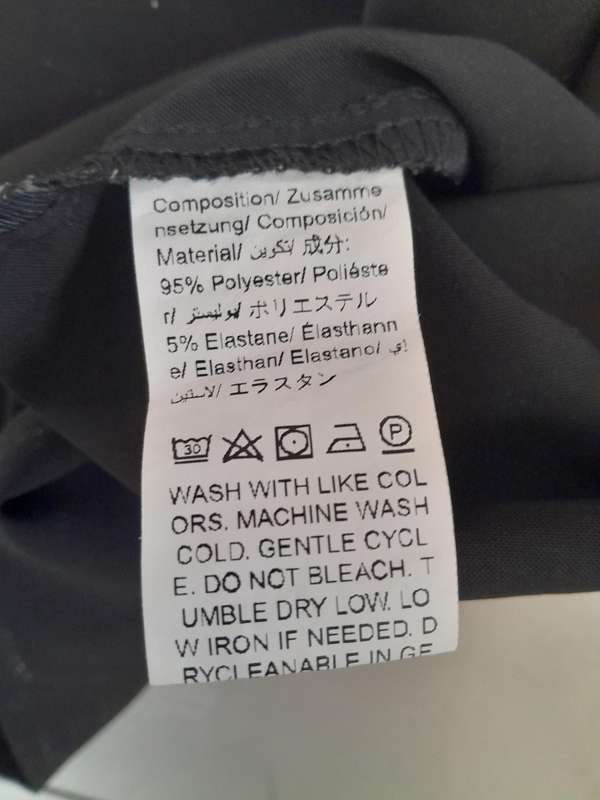 Composition/ Zusamme
nsetzung/ Composición/
Material/ تكوين/ 成分:
95% Polyester/ Poliéste
r/ بوليستر/ ポリエステル
5% Elastane/ Élasthann
e/ Elasthan/ Elastano/ إي
لاستين/ エラスタン
30 P
WASH WITH LIKE COL
ORS. MACHINE WASH
COLD. GENTLE CYCL
E. DO NOT BLEACH. T
UMBLE DRY LOW. LO
W IRON IF NEEDED. D
RYCLEANABLE IN GE